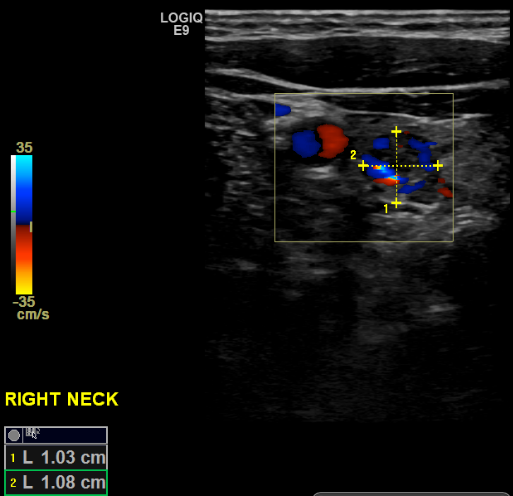 LOGIQ
E9
35
-35
cm/s
2
1
RIGHT NECK
1 L 1.03 cm
2 L 1.08 cm